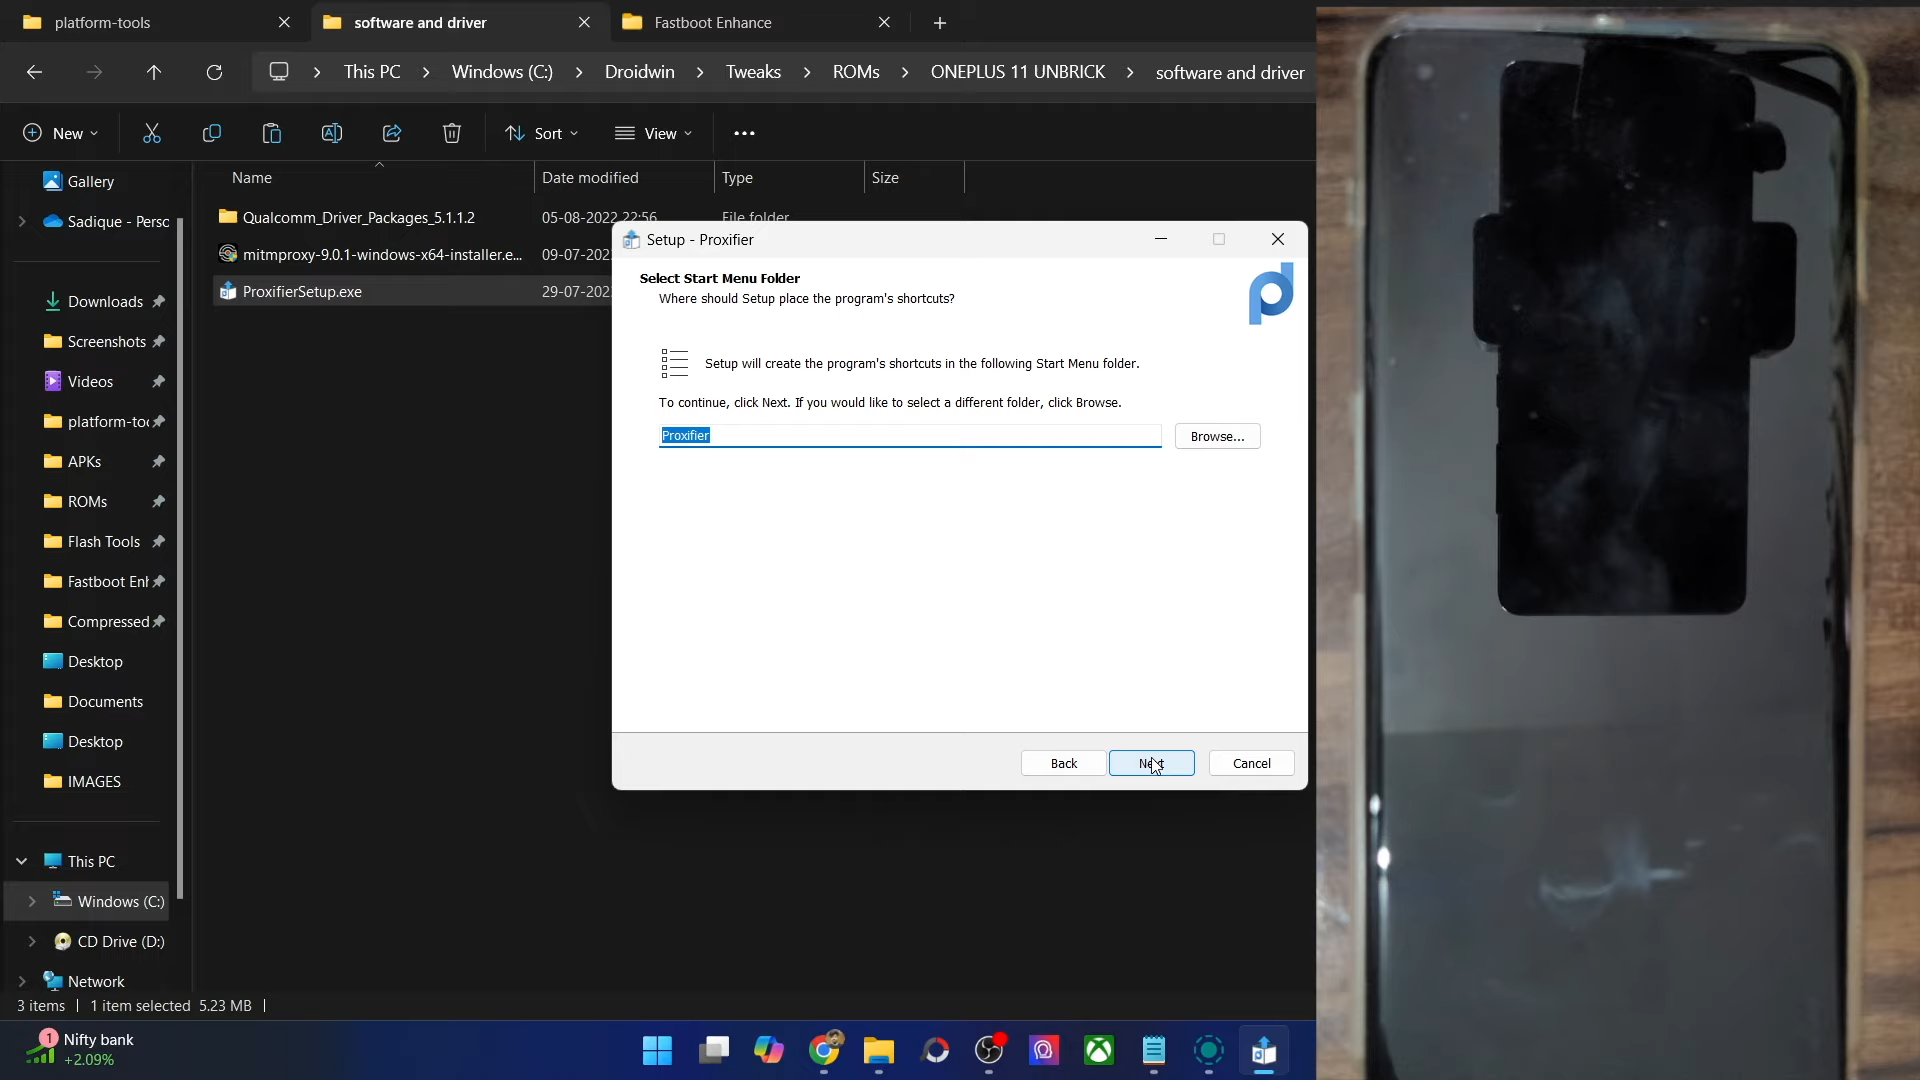 platform-tools
software and driver
Fastboot Enhance
This PC > Windows (C:) > Droidwin > Tweaks > ROMs > ONEPLUS 11 UNBRICK > software and driver
New
Sort
View
Name
Date modified
Type
Size
Qualcomm_Driver_Packages_5.1.1.2
05-08-2022 22:56
File folder
mitmproxy-9.0.1-windows-x64-installer.e...
09-07-202
ProxifierSetup.exe
29-07-202
Gallery
Sadique - Perso
Downloads
Screenshots
Videos
platform-too
APKs
ROMs
Flash Tools
Fastboot Enh
Compressed
Desktop
Documents
Desktop
IMAGES
This PC
Windows (C:)
CD Drive (D:)
Network
Setup - Proxifier
Select Start Menu Folder
Where should Setup place the program's shortcuts?
Setup will create the program's shortcuts in the following Start Menu folder.
To continue, click Next. If you would like to select a different folder, click Browse.
Proxifier
Browse...
Back
Next
Cancel
3 items
1 item selected 5.23 MB
1
Nifty bank
+2.09%